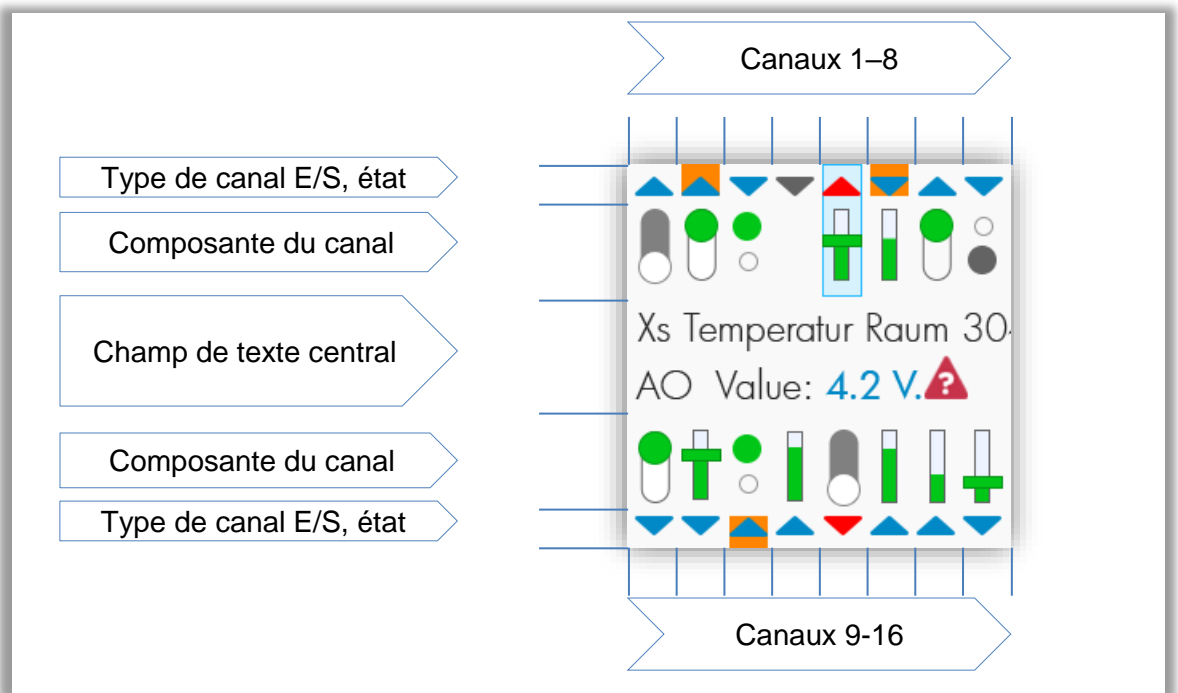 Canaux 1–8
Type de canal E/S, état
Composante du canal
Xs Temperatur Raum 30
Champ de texte central
AO Value: 4.2 V.
?
Composante du canal
Type de canal E/S, état
Canaux 9-16